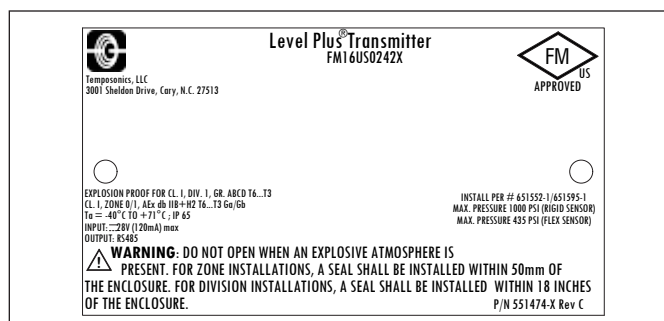 Level Plus® Transmitter
FM16US0242X
Temposonics, LLC
3001 Sheldon Drive, Cary, N.C. 27513
FM
US
APPROVED
EXPLOSION PROOF FOR CL. I, DIV. 1, GR. ABCD T6...T3
CL. I, ZONE 0/1, AEx db IIB+H2 T6...T3 Ga/Gb
Ta = -40°C TO +71°C ; IP 65
INPUT: ⎓28V (120mA) max
OUTPUT: RS485
INSTALL PER # 651552-1/651595-1
MAX. PRESSURE 1000 PSI (RIGID SENSOR)
MAX. PRESSURE 435 PSI (FLEX SENSOR)
WARNING: DO NOT OPEN WHEN AN EXPLOSIVE ATMOSPHERE IS
PRESENT. FOR ZONE INSTALLATIONS, A SEAL SHALL BE INSTALLED WITHIN 50mm OF
THE ENCLOSURE. FOR DIVISION INSTALLATIONS, A SEAL SHALL BE INSTALLED WITHIN 18 INCHES
OF THE ENCLOSURE.
P/N 551474-X Rev C